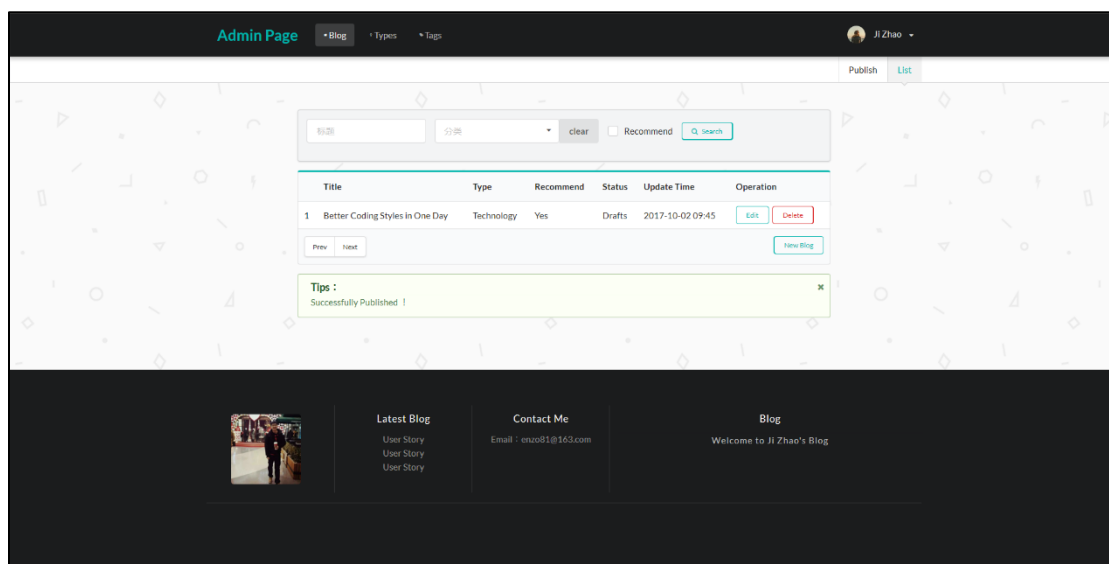 Admin Page Blog Types Tags Ji Zhao
Publish List
标题 分类 clear Recommend Search
Title Type Recommend Status Update Time Operation
1 Better Coding Styles in One Day Technology Yes Drafts 2017-10-02 09:45 Edit Delete
Prev Next New Blog
Tips：
Successfully Published ！
Latest Blog Contact Me Blog
User Story Email：enzo81@163.com Welcome to Ji Zhao's Blog
User Story
User Story